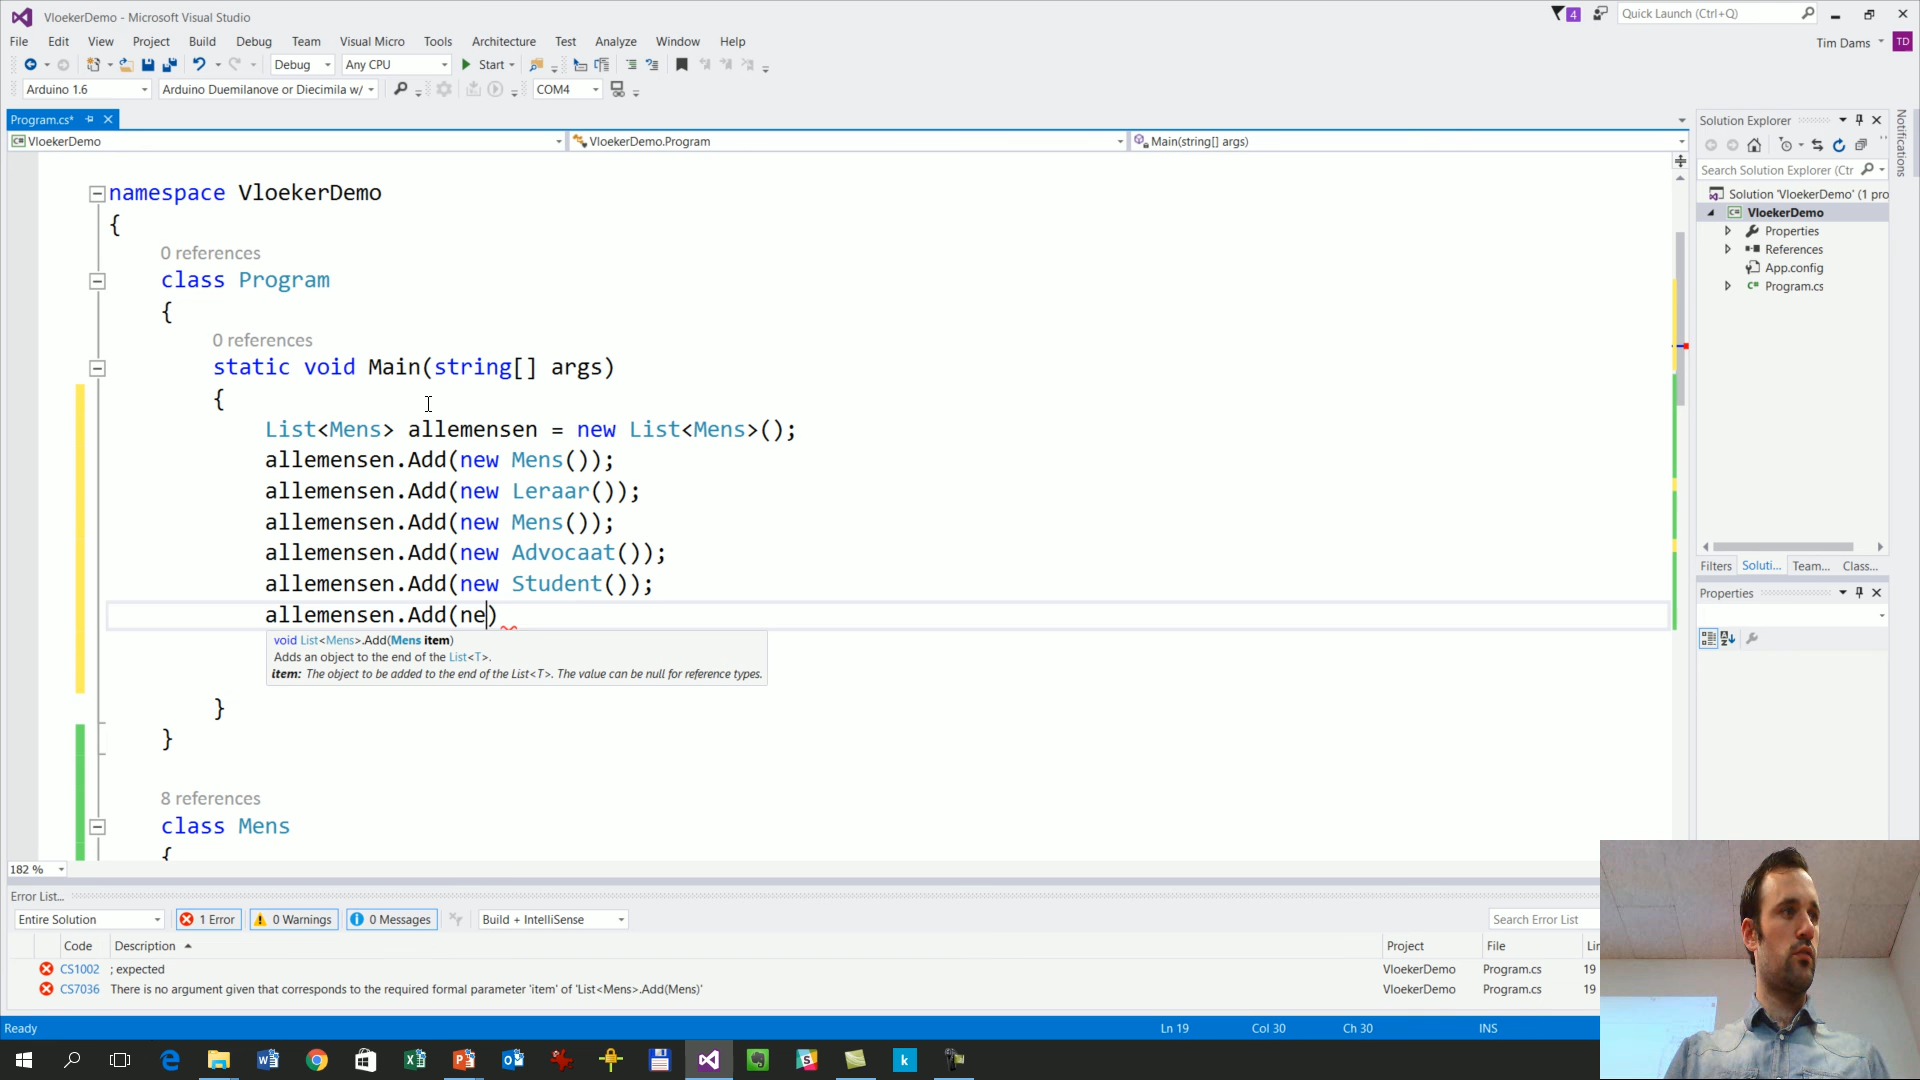 VloekerDemo - Microsoft Visual Studio
4
Quick Launch (Ctrl+Q)
File Edit View Project Build Debug Team Visual Micro Tools Architecture Test Analyze Window Help
Tim Dams TD
Debug Any CPU Start
Arduino 1.6 Arduino Duemilanove or Diecimila w/ COM4
Program.cs*
VloekerDemo VloekerDemo.Program Main(string[] args)
namespace VloekerDemo
{
0 references
class Program
{
0 references
static void Main(string[] args)
{
List<Mens> allemensen = new List<Mens>();
allemensen.Add(new Mens());
allemensen.Add(new Leraar());
allemensen.Add(new Mens());
allemensen.Add(new Advocaat());
allemensen.Add(new Student());
allemensen.Add(ne)
void List<Mens>.Add(Mens item)
Adds an object to the end of the List<T>.
item: The object to be added to the end of the List<T>. The value can be null for reference types.
}
}
8 references
class Mens
{
182 %
Solution Explorer
Search Solution Explorer (Ctr
Solution 'VloekerDemo' (1 pro
VloekerDemo
Properties
References
App.config
Program.cs
Filters Soluti... Team... Class...
Properties
Notifications
Error List...
Entire Solution 1 Error 0 Warnings 0 Messages Build + IntelliSense Search Error List
Code Description Project File Lin
CS1002 ; expected VloekerDemo Program.cs 19
CS7036 There is no argument given that corresponds to the required formal parameter 'item' of 'List<Mens>.Add(Mens)' VloekerDemo Program.cs 19
Ready Ln 19 Col 30 Ch 30 INS